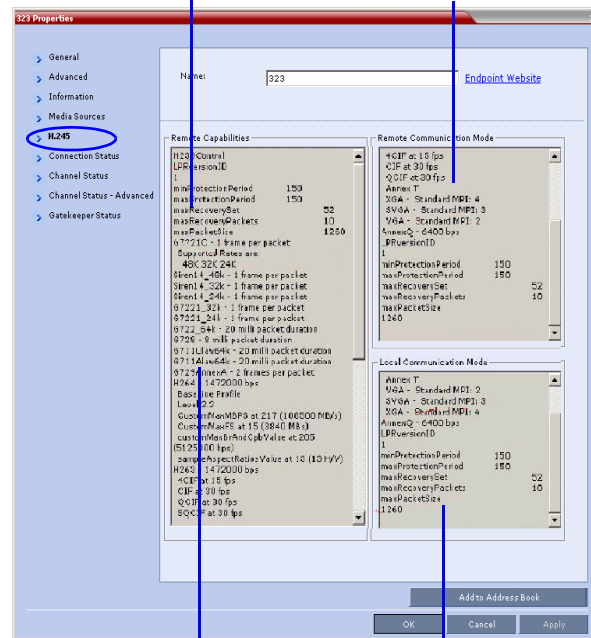 323 Properties
General
Advanced
Information
Media Sources
H.245
Connection Status
Channel Status
Channel Status - Advanced
Gatekeeper Status
Name:
323
Endpoint Website
Remote Capabilities
H239Control
LPRversionID
1
minProtectionPeriod 150
maxProtectionPeriod 150
maxRecoverySet 52
maxRecoveryPackets 10
maxPacketSize 1260
G7221C - 1 frame per packet
Supported Rates are:
48K 32K 24K
Siren14_48k - 1 frame per packet
Siren14_32k - 1 frame per packet
Siren14_24k - 1 frame per packet
G7221_32k - 1 frame per packet
G7221_24k - 1 frame per packet
G722_64k - 20 milli packet duration
G728 - 8 milli packet duration
G711Ulaw64k - 20 milli packet duration
G711Alaw64k - 20 milli packet duration
G729AnnexA - 2 frames per packet
H264 - 1472000 bps
Baseline Profile
Level 2.2
CustomMaxMBPS at 217 (108500 MB/s)
CustomMaxFS at 15 (3840 MBs)
customMaxBrAndCpbValue at 205
(5125000 bps)
sampleAspectRatiosValue at 13 (13 H/V)
H263 - 1472000 bps
4CIF at 15 fps
CIF at 30 fps
QCIF at 30 fps
SQCIF at 30 fps
Remote Communication Mode
4CIF at 15 fps
CIF at 30 fps
QCIF at 30 fps
Annex T
XGA - Standard MPI: 4
SVGA - Standard MPI: 3
VGA - Standard MPI: 2
AnnexQ - 6400 bps
LPRversionID
1
minProtectionPeriod 150
maxProtectionPeriod 150
maxRecoverySet 52
maxRecoveryPackets 10
maxPacketSize
1260
Local Communication Mode
Annex T
VGA - Standard MPI: 2
SVGA - Standard MPI: 3
XGA - Standard MPI: 4
AnnexQ - 6400 bps
LPRversionID
1
minProtectionPeriod 150
maxProtectionPeriod 150
maxRecoverySet 52
maxRecoveryPackets 10
maxPacketSize
1260
Add to Address Book
OK
Cancel
Apply